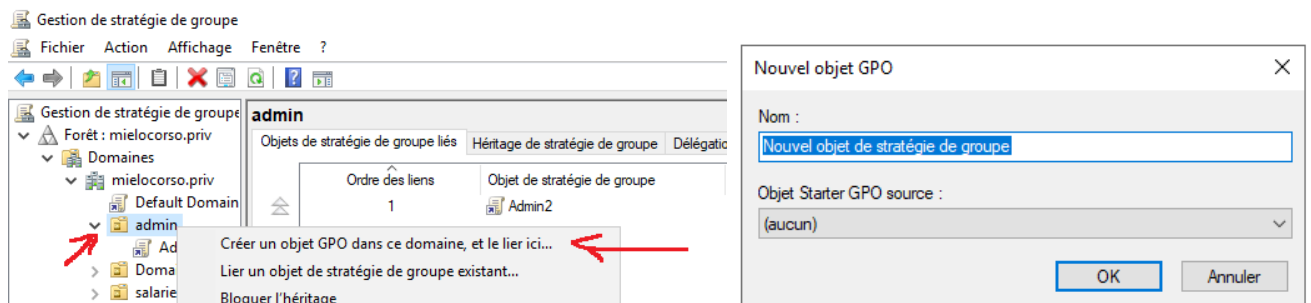 Gestion de stratégie de groupe
Fichier Action Affichage Fenêtre ?
Gestion de stratégie de groupe
Forêt : mielocorso.priv
Domaines
mielocorso.priv
Default Domain
admin
Ad
Doma
salarie
admin
Objets de stratégie de groupe liés Héritage de stratégie de groupe Délégatio
Ordre des liens Objet de stratégie de groupe
1 Admin2
Créer un objet GPO dans ce domaine, et le lier ici...
Lier un objet de stratégie de groupe existant...
Bloquer l'héritage
Nouvel objet GPO
Nom :
Nouvel objet de stratégie de groupe
Objet Starter GPO source :
(aucun)
OK Annuler